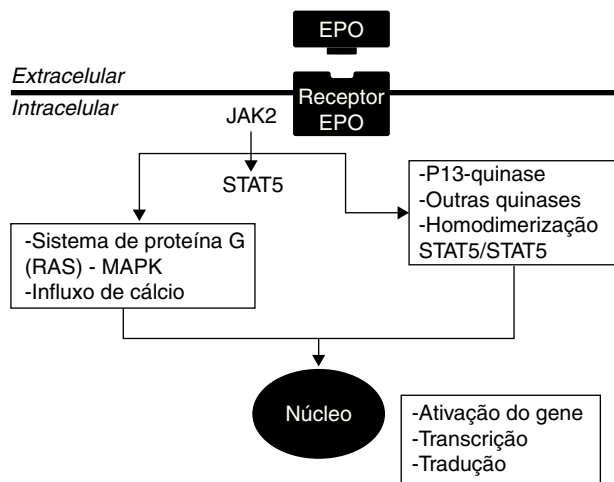 EPO
Extracelular
Intracelular
Receptor
EPO
JAK2
STAT5
-P13-quinase
-Outras quinases
-Homodimerização
STAT5/STAT5
-Sistema de proteína G
(RAS) - MAPK
-Influxo de cálcio
Núcleo
-Ativação do gene
-Transcrição
-Tradução